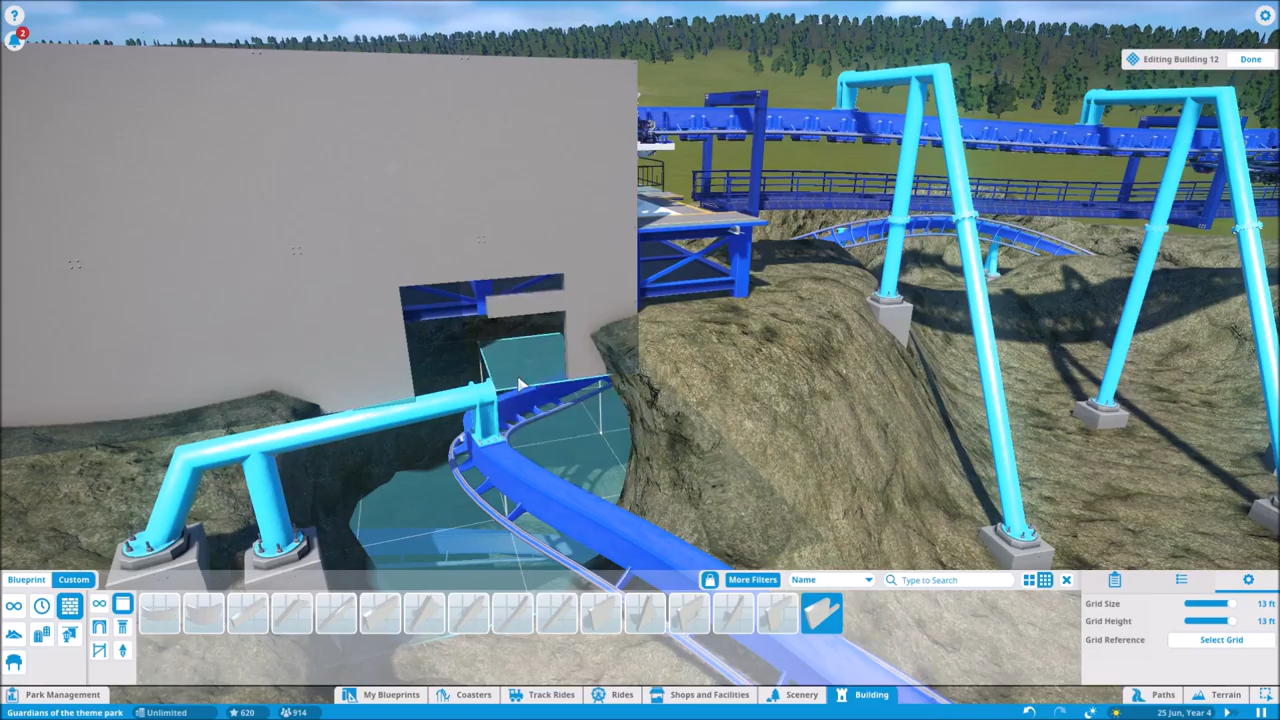 ?
2
Editing Building 12 Done
Blueprint Custom
More Filters Name Type to Search
Grid Size 13 ft
Grid Height 13 ft
Grid Reference Select Grid
Park Management My Blueprints Coasters Track Rides Rides Shops and Facilities Scenery Building Paths Terrain
Guardians of the theme park Unlimited 620 914 25 Jun, Year 4